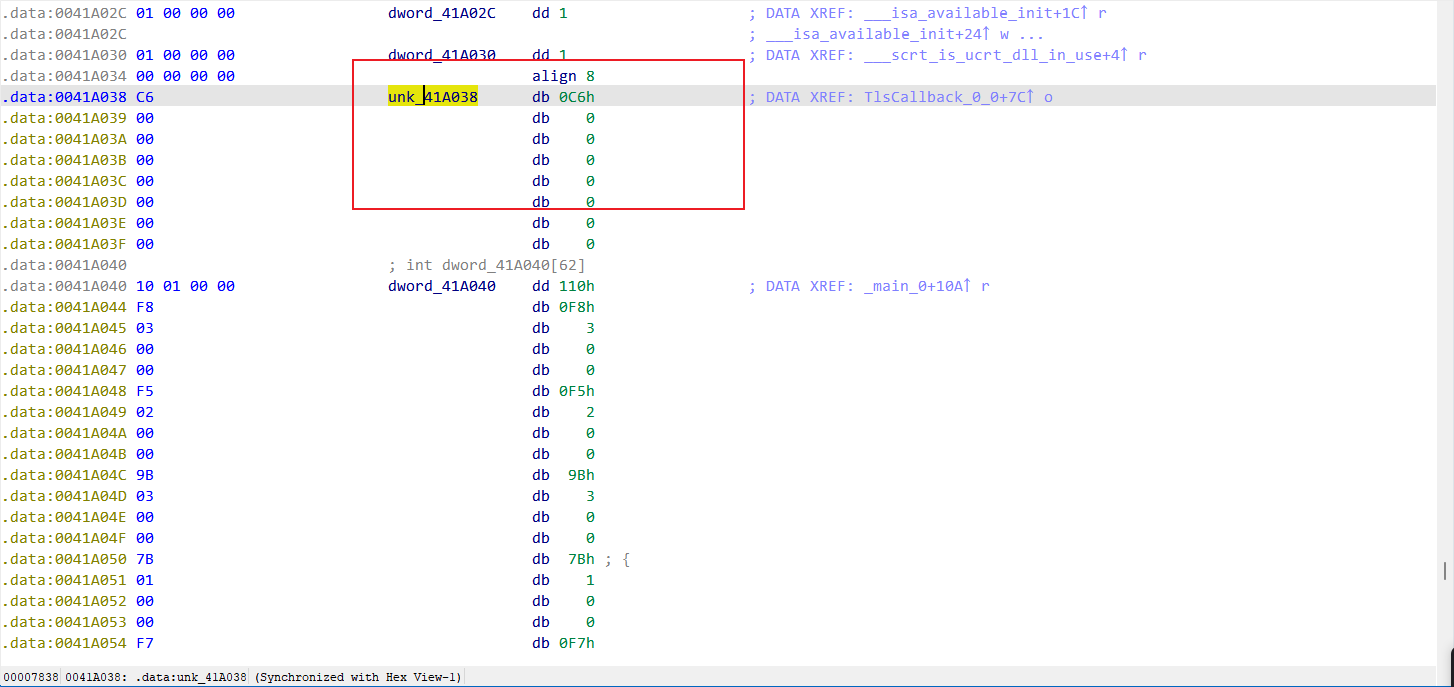 .data:0041A02C 01 00 00 00 dword_41A02C dd 1 ; DATA XREF: ___isa_available_init+1C↑ r
.data:0041A02C ; ___isa_available_init+24↑ w ...
.data:0041A030 01 00 00 00 dword_41A030 dd 1 ; DATA XREF: ___scrt_is_ucrt_dll_in_use+4↑ r
.data:0041A034 00 00 00 00 align 8
.data:0041A038 C6 unk_41A038 db 0C6h ; DATA XREF: TlsCallback_0_0+7C↑ o
.data:0041A039 00 db 0
.data:0041A03A 00 db 0
.data:0041A03B 00 db 0
.data:0041A03C 00 db 0
.data:0041A03D 00 db 0
.data:0041A03E 00 db 0
.data:0041A03F 00 db 0
.data:0041A040 ; int dword_41A040[62]
.data:0041A040 10 01 00 00 dword_41A040 dd 110h ; DATA XREF: _main_0+10A↑ r
.data:0041A044 F8 db 0F8h
.data:0041A045 03 db 3
.data:0041A046 00 db 0
.data:0041A047 00 db 0
.data:0041A048 F5 db 0F5h
.data:0041A049 02 db 2
.data:0041A04A 00 db 0
.data:0041A04B 00 db 0
.data:0041A04C 9B db 9Bh
.data:0041A04D 03 db 3
.data:0041A04E 00 db 0
.data:0041A04F 00 db 0
.data:0041A050 7B db 7Bh ; {
.data:0041A051 01 db 1
.data:0041A052 00 db 0
.data:0041A053 00 db 0
.data:0041A054 F7 db 0F7h
00007838 0041A038: .data:unk_41A038 (Synchronized with Hex View-1)